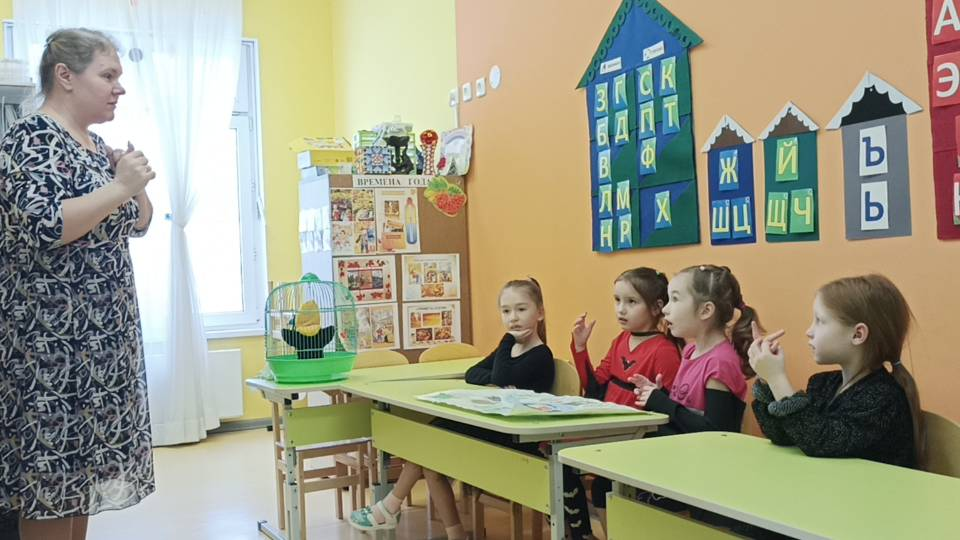 ВРЕМЕНА ГОДА
З Г С К
Б Д П Т
В Ф
М Х
Н Р
Ж
Ш Ц
Й
Щ Ч
Ъ
Ь
А
Э